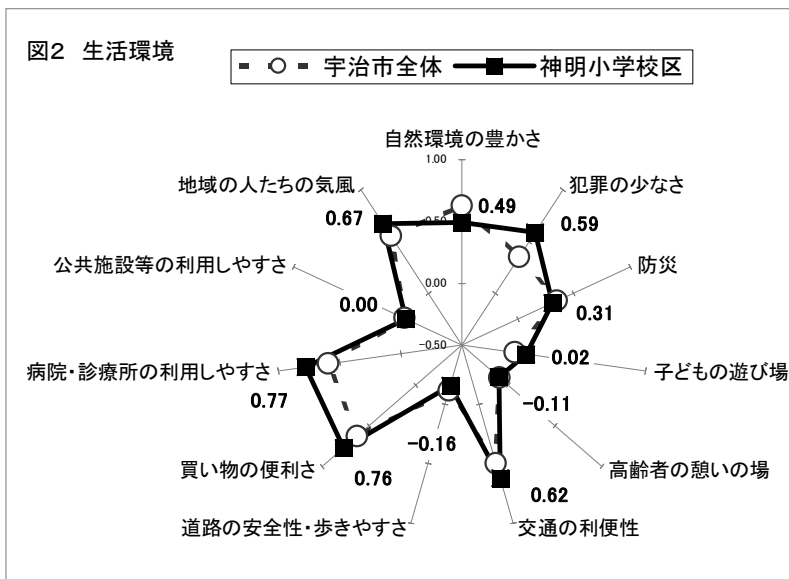 図2 生活環境
宇治市全体 神明小学校区
自然環境の豊かさ
1.00
地域の人たちの気風
犯罪の少なさ
0.67
0.49
0.59
0.50
公共施設等の利用しやすさ
防災
0.00
0.00
0.31
-0.50
0.02
病院・診療所の利用しやすさ
子どもの遊び場
0.77
-0.11
-0.16
買い物の便利さ
0.76
0.62
高齢者の憩いの場
道路の安全性・歩きやすさ
交通の利便性